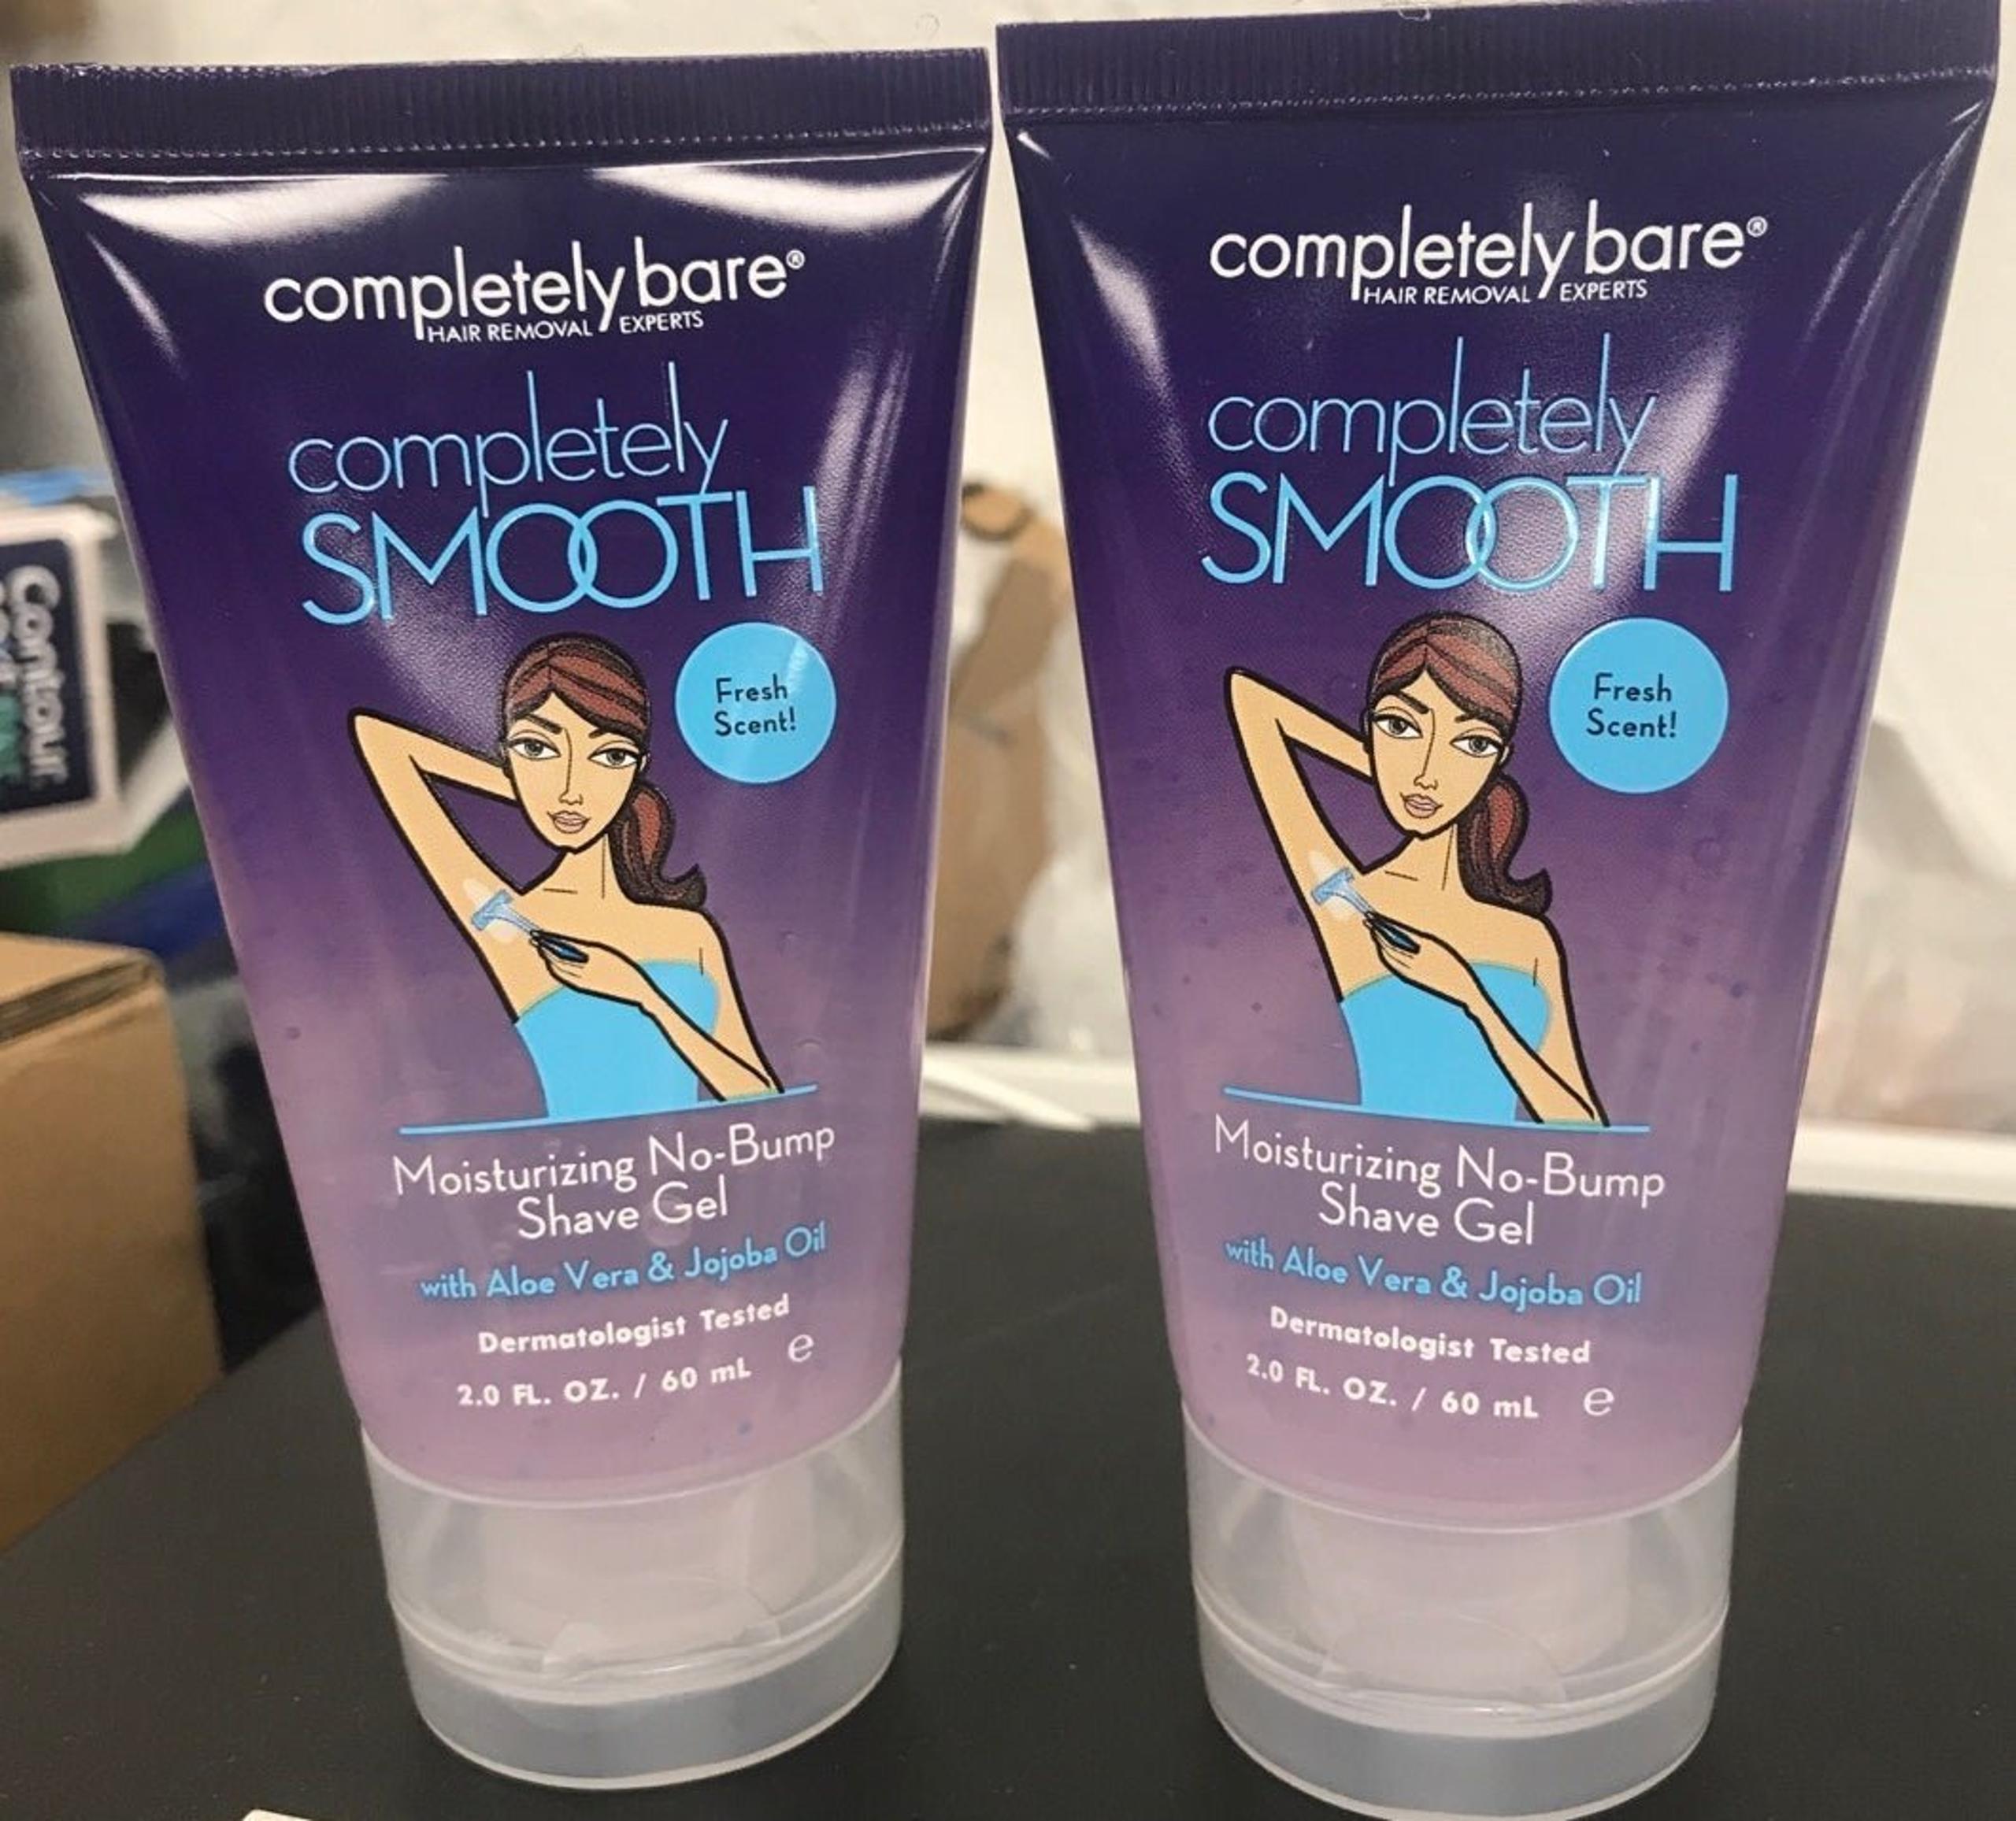 completely bare®
HAIR REMOVAL EXPERTS
completely
SMOOTH
Fresh
Scent!
Moisturizing No-Bump
Shave Gel
with Aloe Vera & Jojoba Oil
Dermatologist Tested
2.0 FL. OZ. / 60 mL e
completely bare®
HAIR REMOVAL EXPERTS
completely
SMOOTH
Fresh
Scent!
Moisturizing No-Bump
Shave Gel
with Aloe Vera & Jojoba Oil
Dermatologist Tested
2.0 FL. OZ. / 60 mL e
Contour